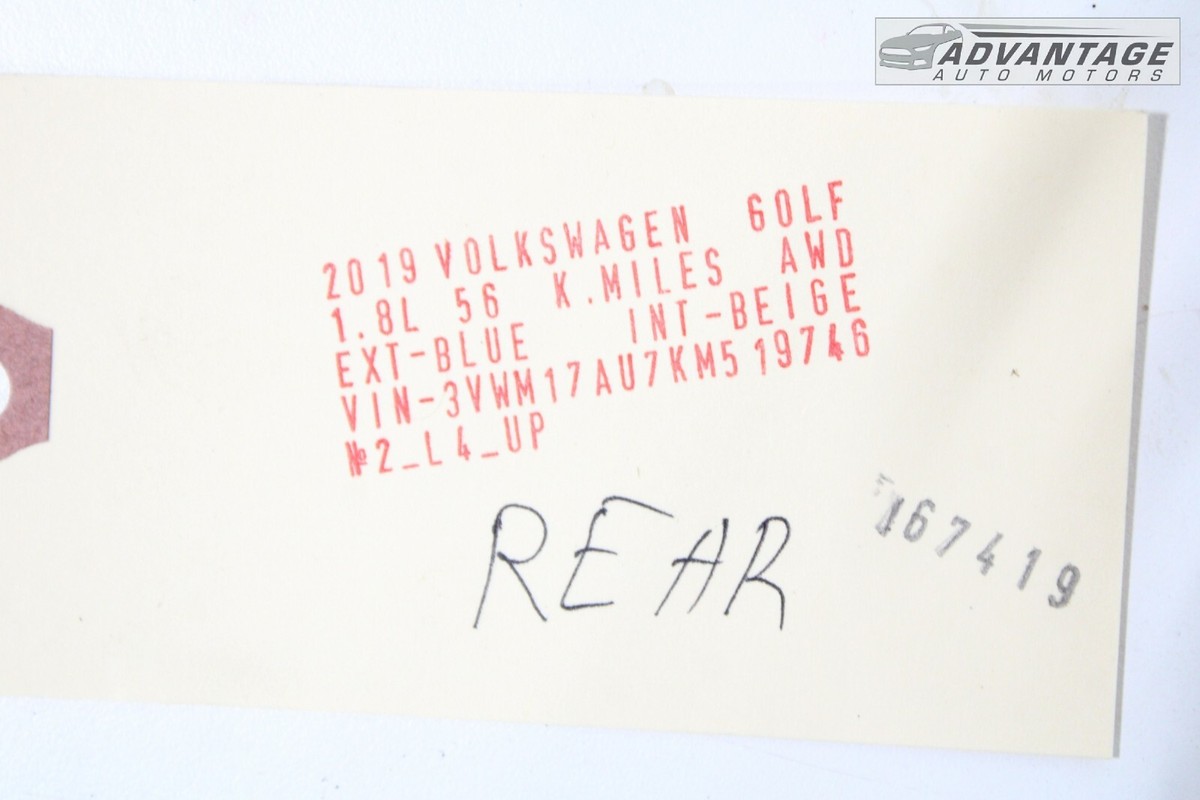 ADVANTAGE
AUTO MOTORS
2019 VOLKSWAGEN GOLF
1.8L 56 K.MILES AWD
EXT-BLUE INT-BEIGE
VIN-3VWM17AU7KM519746
№2_L4_UP
REAR
167419